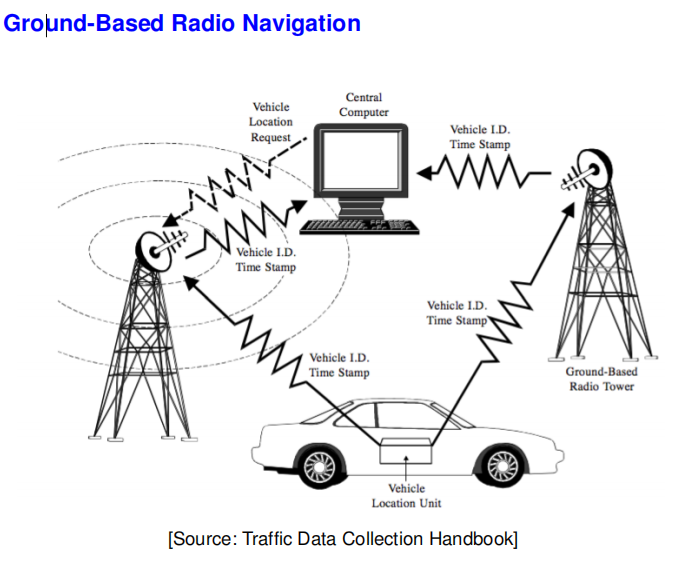 Ground-Based Radio Navigation
Vehicle
Location
Request
Central
Computer
Vehicle I.D.
Time Stamp
Vehicle I.D.
Time Stamp
Vehicle I.D.
Time Stamp
Vehicle I.D.
Time Stamp
Ground-Based
Radio Tower
Vehicle
Location Unit
[Source: Traffic Data Collection Handbook]